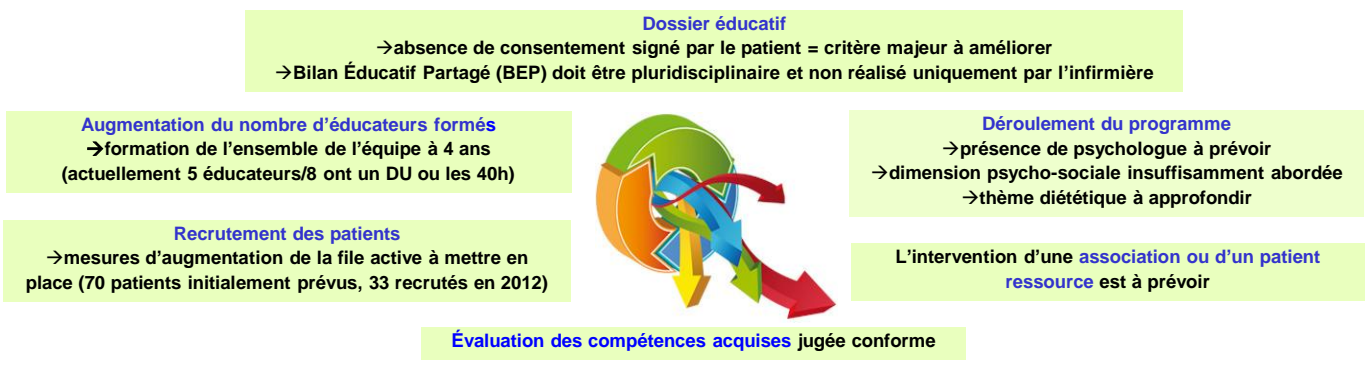 Dossier éducatif
→absence de consentement signé par le patient = critère majeur à améliorer
→Bilan Éducatif Partagé (BEP) doit être pluridisciplinaire et non réalisé uniquement par l'infirmière
Augmentation du nombre d'éducateurs formés
→formation de l'ensemble de l'équipe à 4 ans
(actuellement 5 éducateurs/8 ont un DU ou les 40h)
Recrutement des patients
→mesures d'augmentation de la file active à mettre en
place (70 patients initialement prévus, 33 recrutés en 2012)
Déroulement du programme
→présence de psychologue à prévoir
→dimension psycho-sociale insuffisamment abordée
→thème diététique à approfondir
L'intervention d'une association ou d'un patient
ressource est à prévoir
Évaluation des compétences acquises jugée conforme